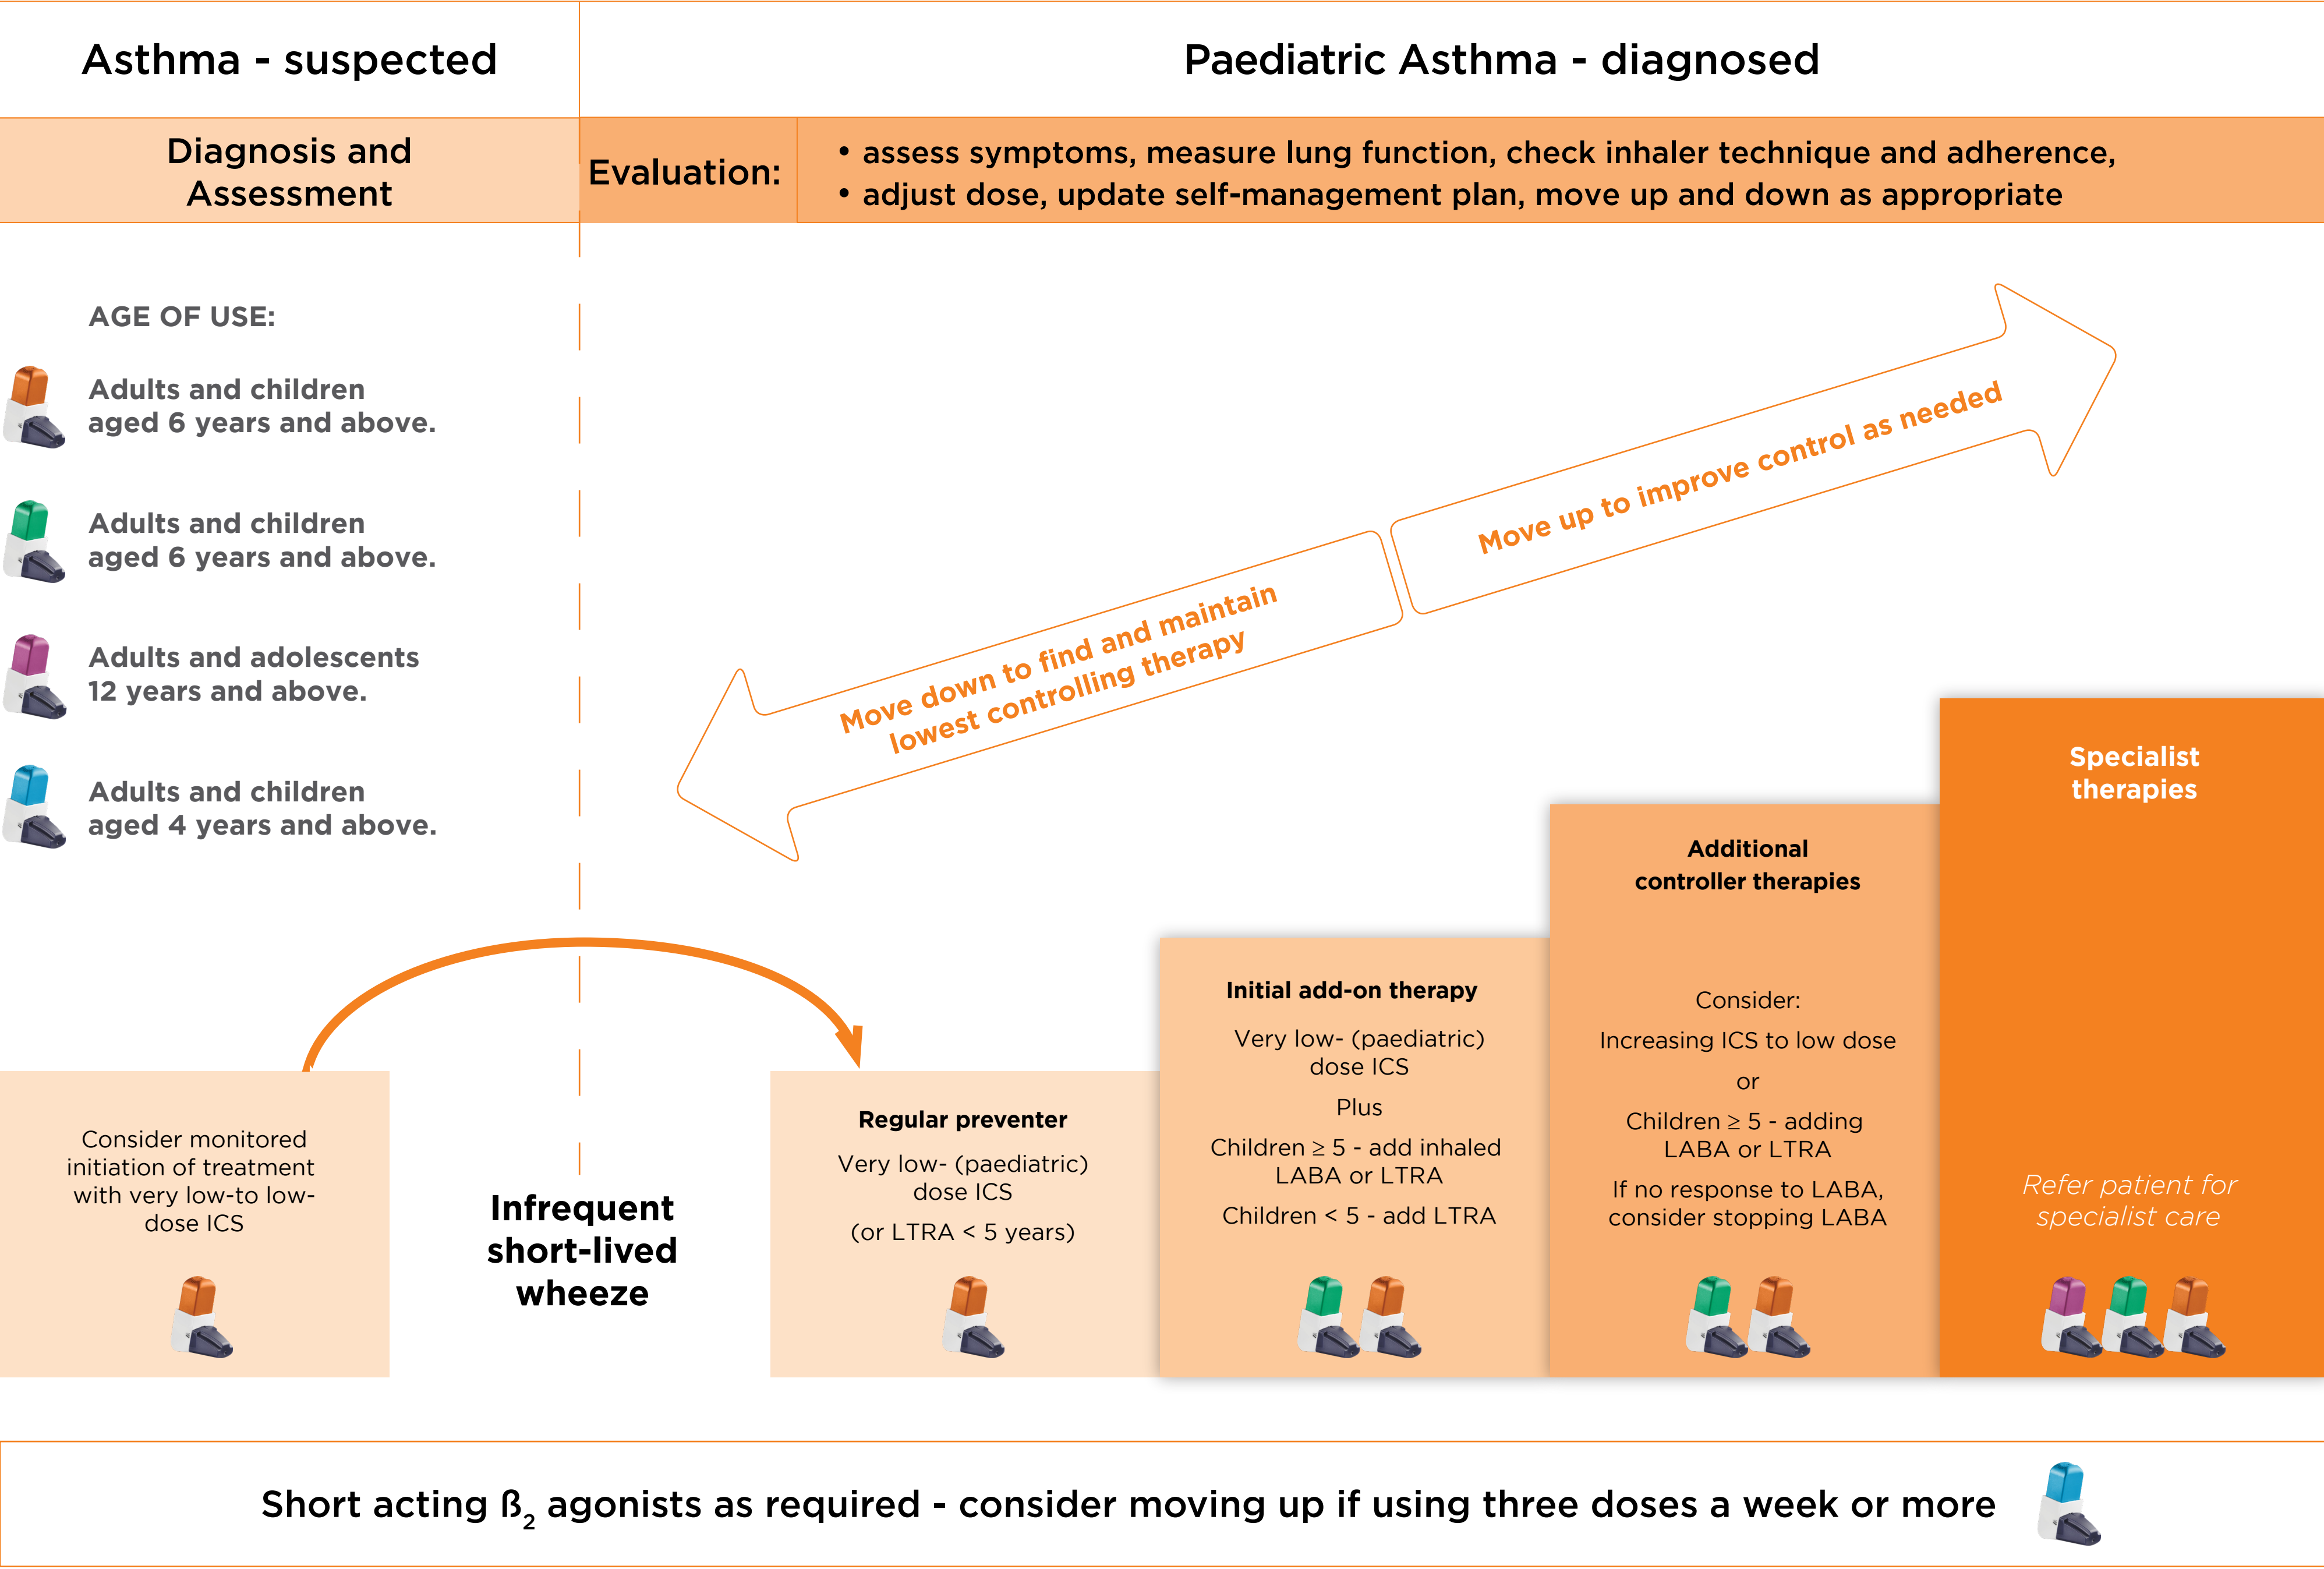 Asthma - suspected
Paediatric Asthma - diagnosed
Diagnosis and
Assessment
Evaluation:
• assess symptoms, measure lung function, check inhaler technique and adherence,
• adjust dose, update self-management plan, move up and down as appropriate
AGE OF USE:
Adults and children
aged 6 years and above.
Adults and children
aged 6 years and above.
Adults and adolescents
12 years and above.
Adults and children
aged 4 years and above.
Move down to find and maintain
lowest controlling therapy
Move up to improve control as needed
Consider monitored
initiation of treatment
with very low-to low-
dose ICS
Infrequent
short-lived
wheeze
Regular preventer
Very low- (paediatric)
dose ICS
(or LTRA < 5 years)
Initial add-on therapy
Very low- (paediatric)
dose ICS
Plus
Children ≥ 5 - add inhaled
LABA or LTRA
Children < 5 - add LTRA
Additional
controller therapies
Consider:
Increasing ICS to low dose
or
Children ≥ 5 - adding
LABA or LTRA
If no response to LABA,
consider stopping LABA
Specialist
therapies
Refer patient for
specialist care
Short acting ß₂ agonists as required - consider moving up if using three doses a week or more